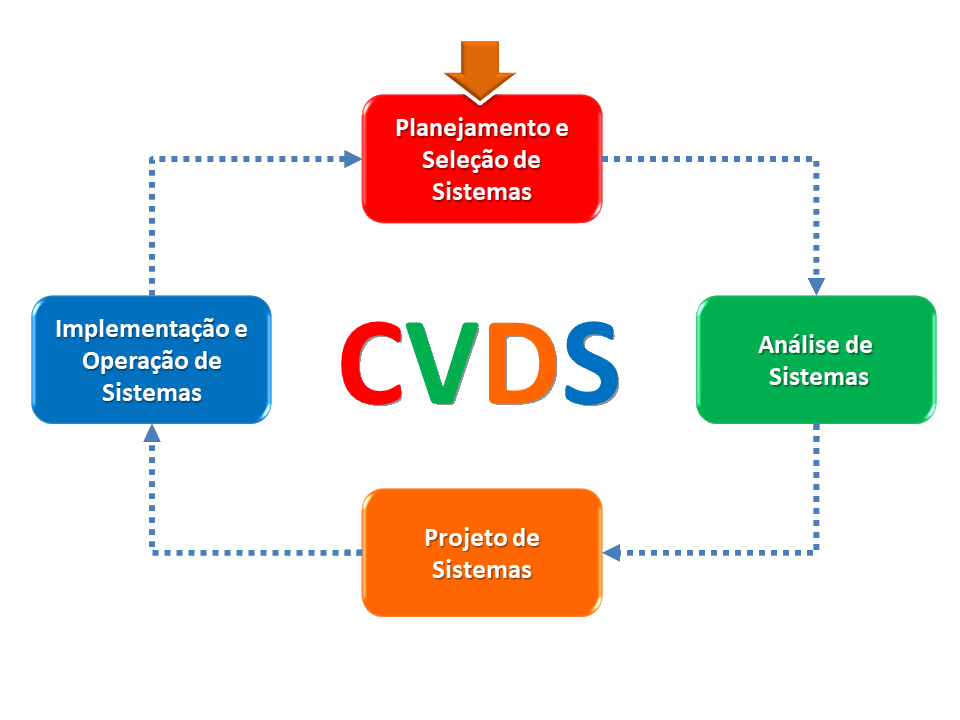 Planejamento e
Seleção de
Sistemas
Implementação e
Operação de
Sistemas
CVDS
Análise de
Sistemas
Projeto de
Sistemas